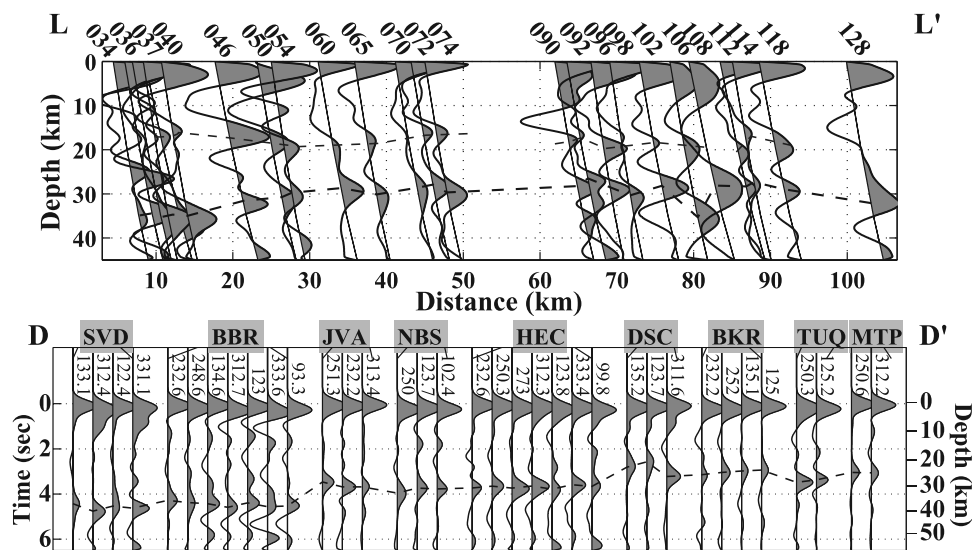 L L'
034 036 037 040 046 050 054 060 065 070 072 074 090 092 096 098 102 106 108 112 114 118 128
0
10
20
30
40
Depth (km)
10 20 30 40 50 60 70 80 90 100
Distance (km)
D SVD BBR JVA NBS HEC DSC BKR TUQ MTP D'
133.1 312.4 122.4 331.1 232.6 248.6 134.6 312.7 123 333.6 93.3 251.3 232.2 313.4 250 123.7 102.4 232.6 250.3 273 312.3 123.8 333.4 99.8 135.2 123.7 311.6 232.2 252 135.1 125 250.3 125.2 250.6 312.2
0 0
10
2 20
4 30
40
6 50
Time (sec)
Depth (km)